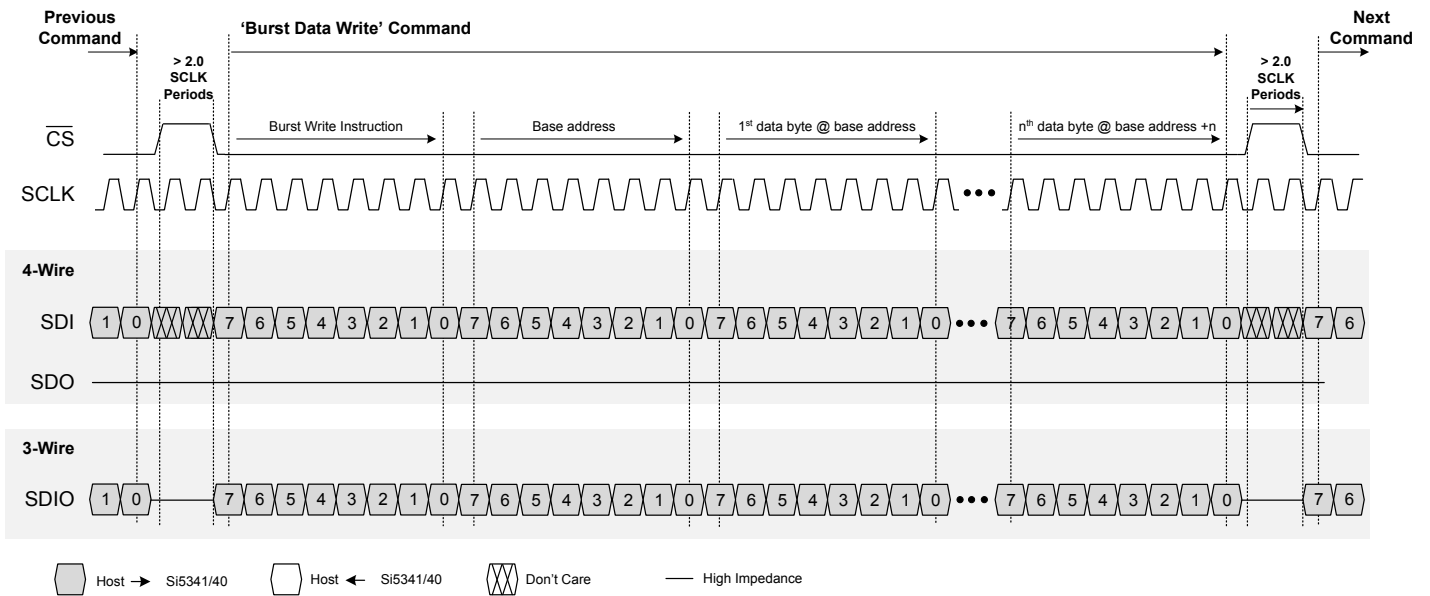 Previous Command
'Burst Data Write' Command
Next Command
> 2.0 SCLK Periods
> 2.0 SCLK Periods
CS
Burst Write Instruction
Base address
1st data byte @ base address
nth data byte @ base address +n
SCLK
•••
4-Wire
SDI 1 0 7 6 5 4 3 2 1 0 7 6 5 4 3 2 1 0 7 6 5 4 3 2 1 0 ••• 7 6 5 4 3 2 1 0 7 6
SDO
3-Wire
SDIO 1 0 7 6 5 4 3 2 1 0 7 6 5 4 3 2 1 0 7 6 5 4 3 2 1 0 ••• 7 6 5 4 3 2 1 0 7 6
Host → Si5341/40
Host ← Si5341/40
Don't Care
High Impedance